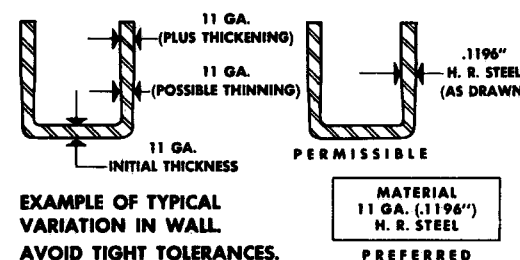 11 GA.
(PLUS THICKENING)
11 GA.
(POSSIBLE THINNING)
11 GA.
INITIAL THICKNESS
EXAMPLE OF TYPICAL
VARIATION IN WALL.
AVOID TIGHT TOLERANCES.
.1196"
H. R. STEEL
(AS DRAWN
PERMISSIBLE
MATERIAL
11 GA. (.1196")
H. R. STEEL
PREFERRED